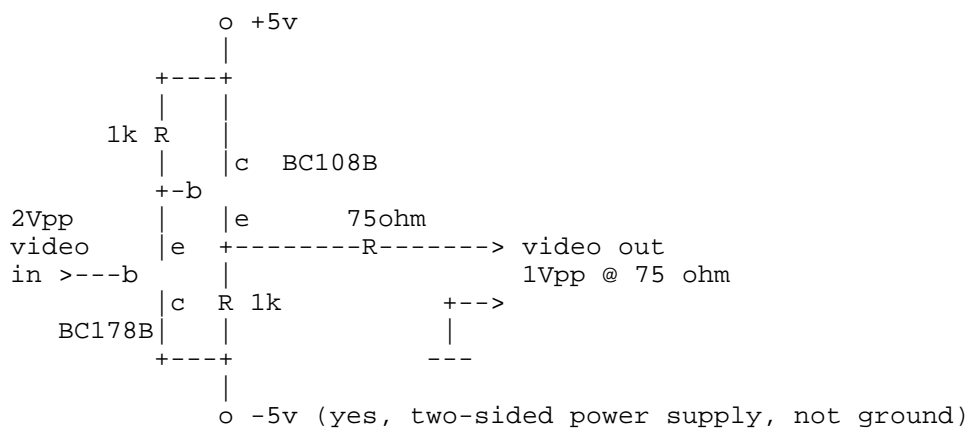 o +5v
                |
           +----+
           |    |
       1k R     |
           |    |c  BC108B
           +-b
2Vpp       |    |e      75ohm
video      |e   +--------R-------> video out
in >---b        |                  1Vpp @ 75 ohm
           |c   R 1k          +-->
   BC178B|      |             |
           +----+            ---
                |
                o -5v (yes, two-sided power supply, not ground)